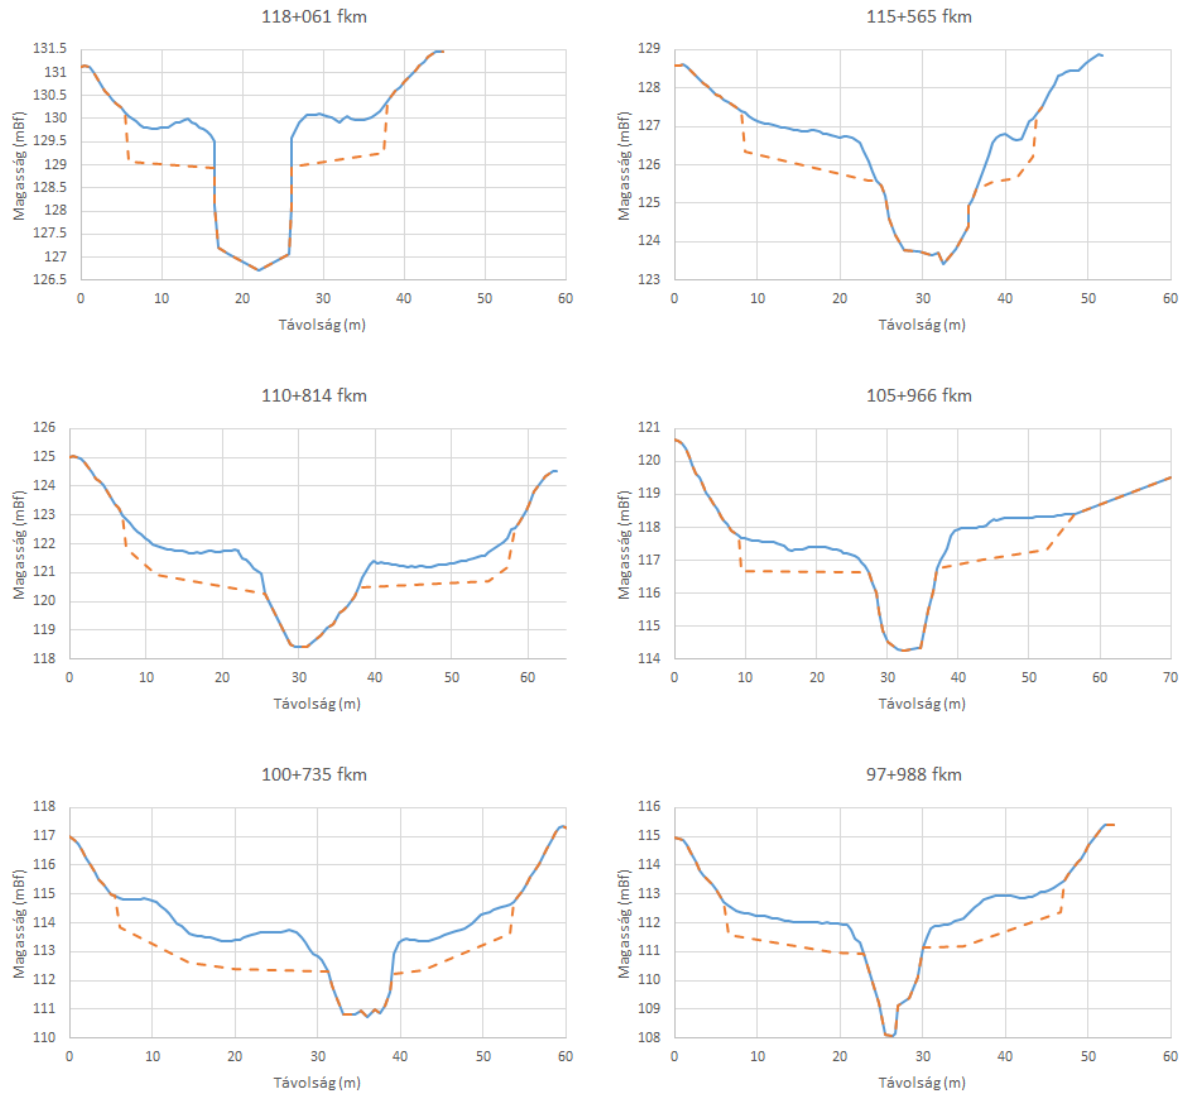 118+061 fkm
Magasság (mBf)
131.5
131
130.5
130
129.5
129
128.5
128
127.5
127
126.5
0 10 20 30 40 50 60
Távolság (m)
115+565 fkm
Magasság (mBf)
129
128
127
126
125
124
123
0 10 20 30 40 50 60
Távolság (m)
110+814 fkm
Magasság (mBf)
126
125
124
123
122
121
120
119
118
0 10 20 30 40 50 60
Távolság (m)
105+966 fkm
Magasság (mBf)
121
120
119
118
117
116
115
114
0 10 20 30 40 50 60 70
Távolság (m)
100+735 fkm
Magasság (mBf)
118
117
116
115
114
113
112
111
110
0 10 20 30 40 50 60
Távolság (m)
97+988 fkm
Magasság (mBf)
116
115
114
113
112
111
110
109
108
0 10 20 30 40 50 60
Távolság (m)